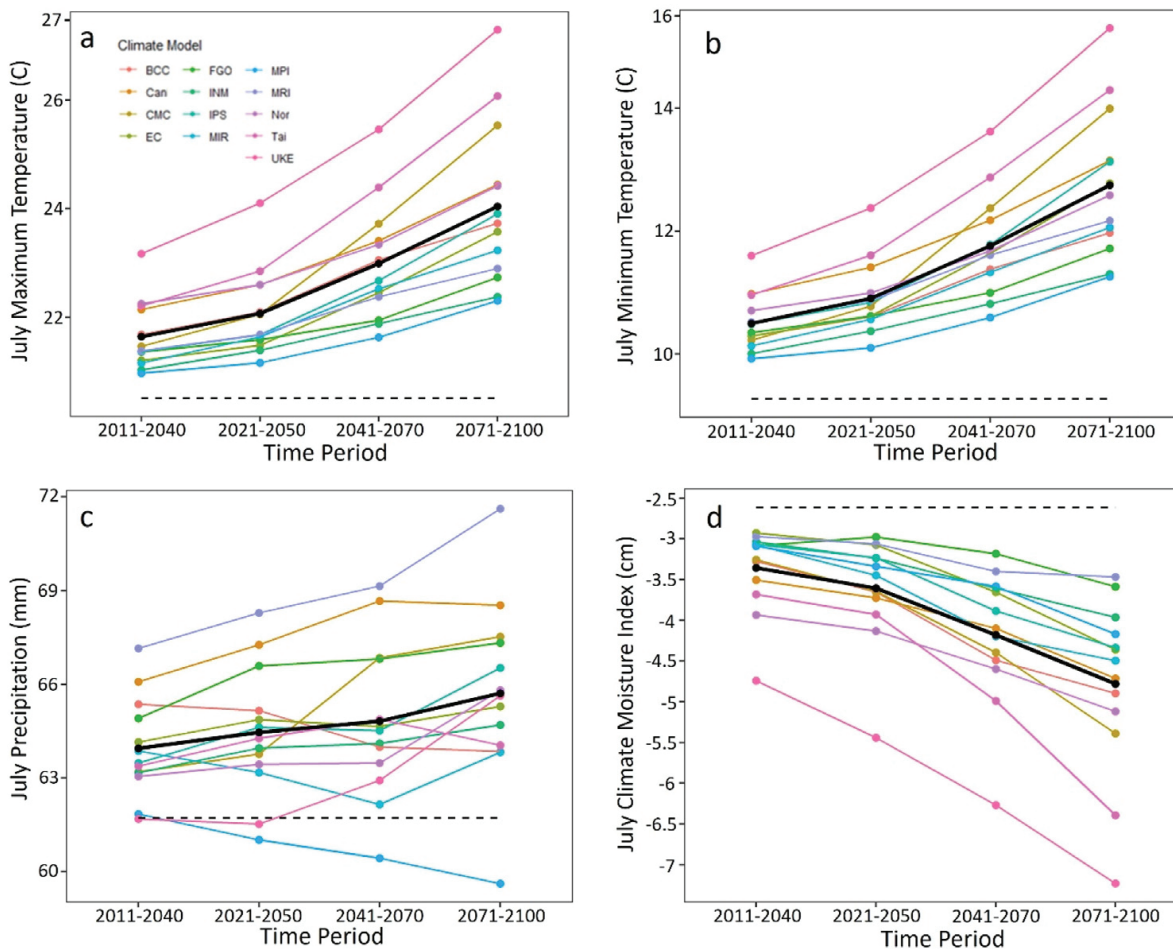 a
July Maximum Temperature (C)
27
26
24
22
Climate Model
BCC FGO MPI
Can INM MRI
CMC IPS Nor
EC MIR Tai
UKE
2011-2040 2021-2050 2041-2070 2071-2100
Time Period
b
July Minimum Temperature (C)
16
14
12
10
2011-2040 2021-2050 2041-2070 2071-2100
Time Period
c
July Precipitation (mm)
72
69
66
63
60
2011-2040 2021-2050 2041-2070 2071-2100
Time Period
d
July Climate Moisture Index (cm)
-2.5
-3
-3.5
-4
-4.5
-5
-5.5
-6
-6.5
-7
2011-2040 2021-2050 2041-2070 2071-2100
Time Period